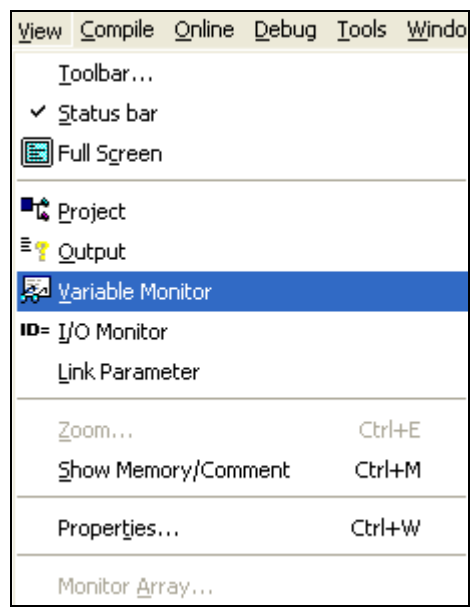 View Compile Online Debug Tools Windo
Toolbar...
Status bar
Full Screen
Project
Output
Variable Monitor
ID= I/O Monitor
Link Parameter
Zoom... Ctrl+E
Show Memory/Comment Ctrl+M
Properties... Ctrl+W
Monitor Array...